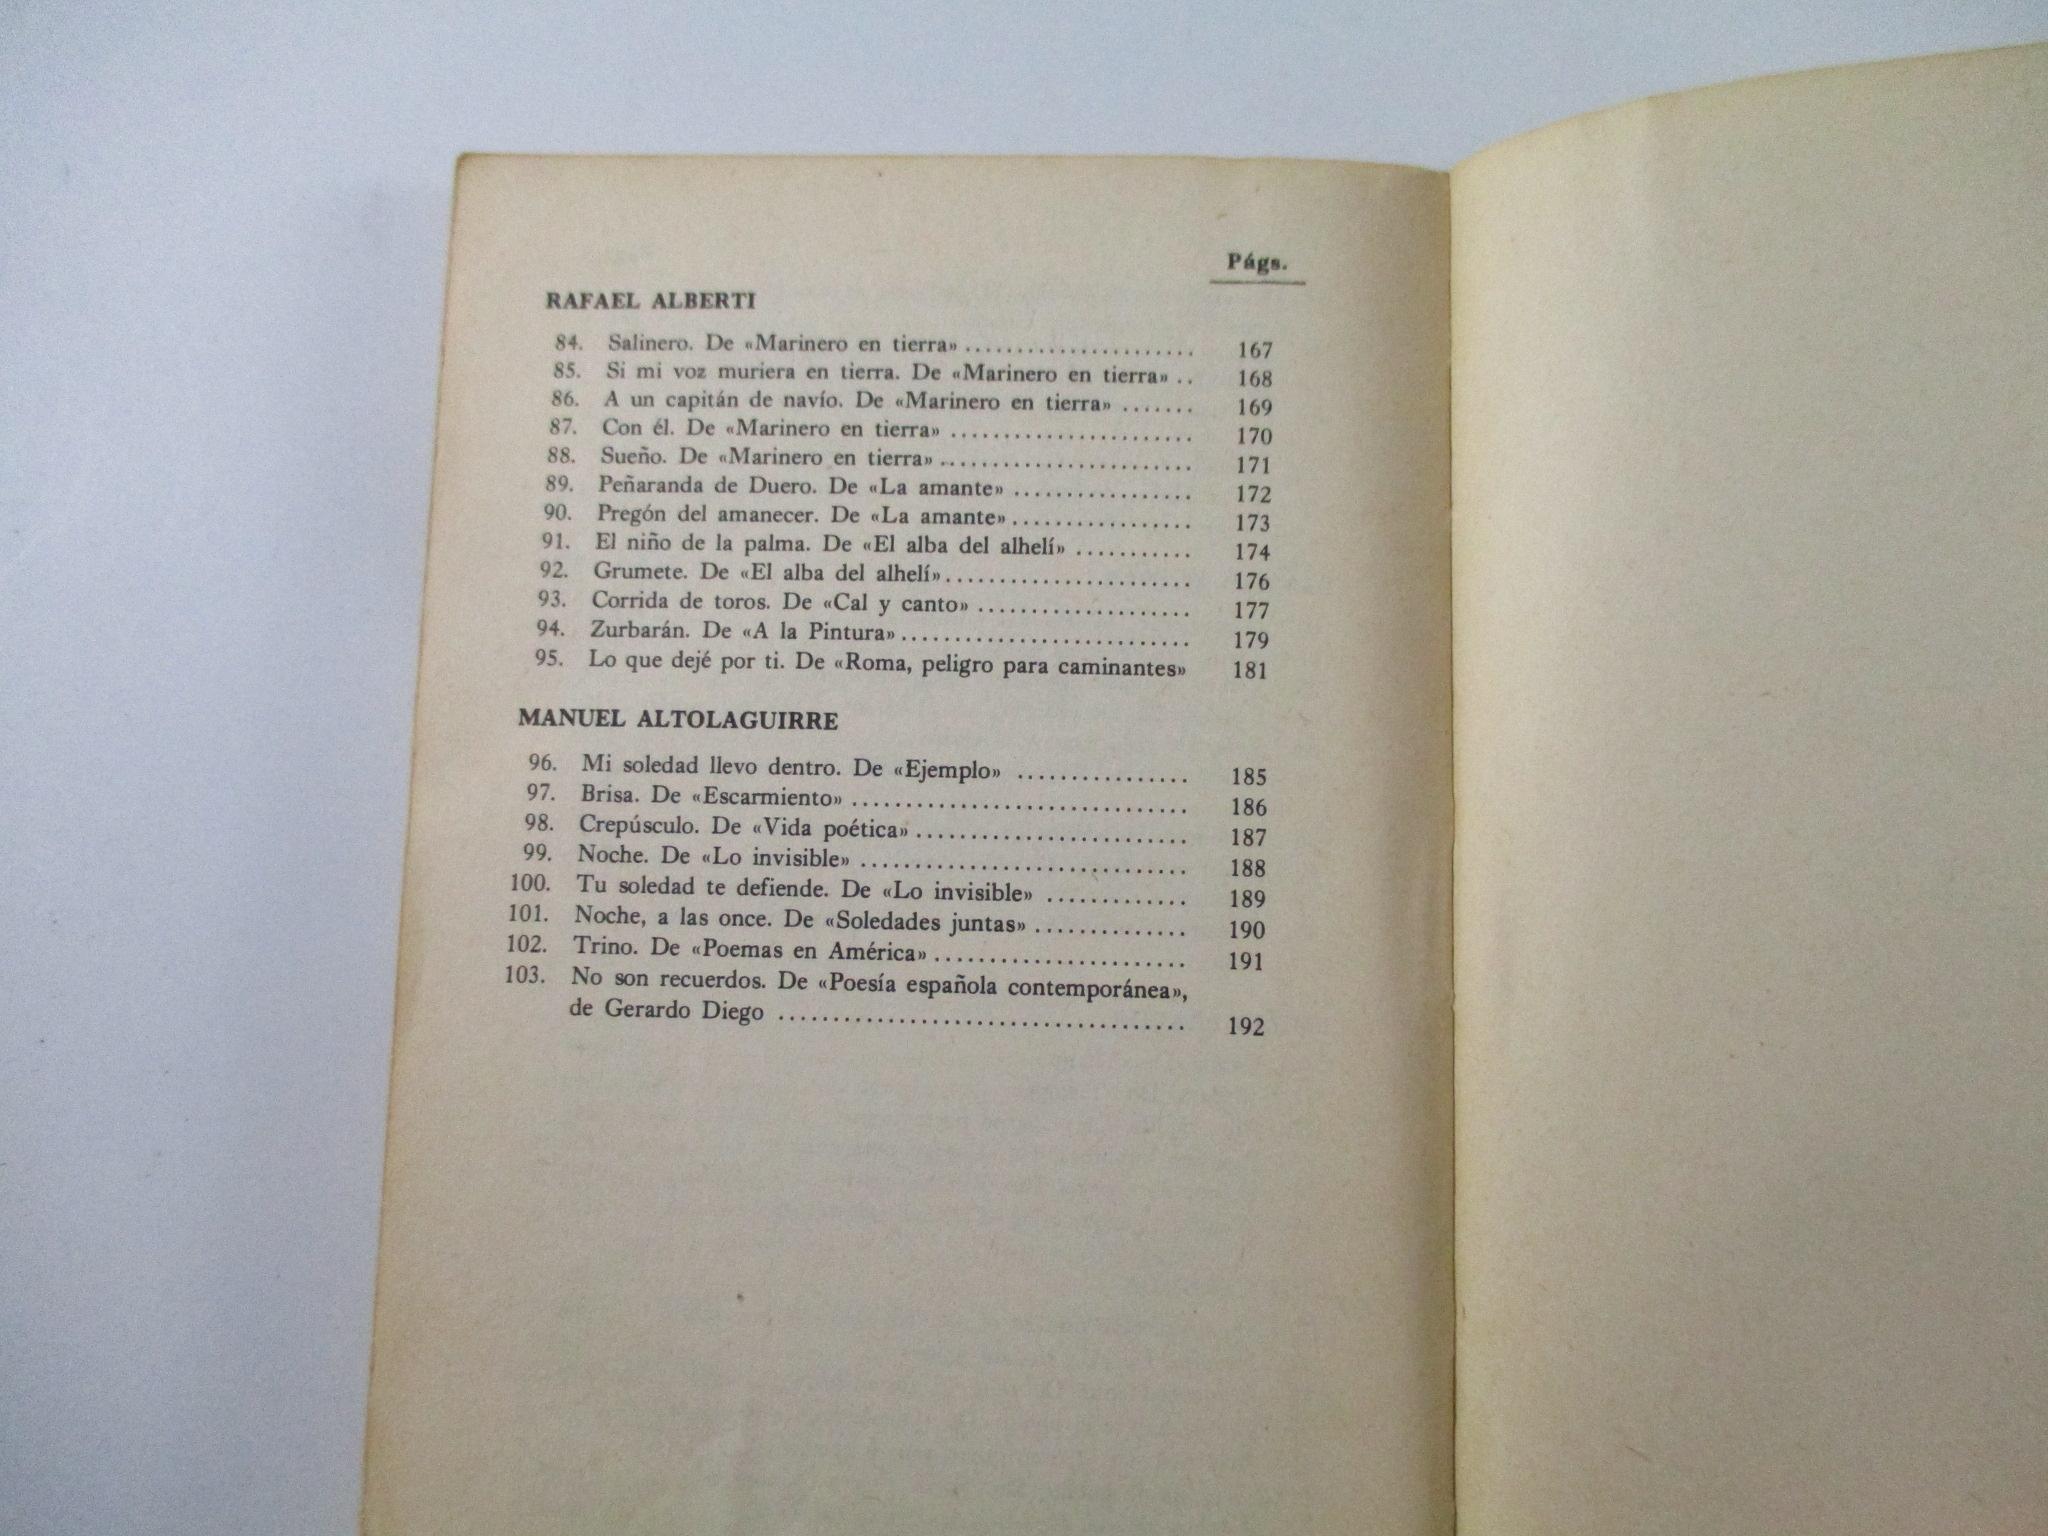 Págs.
RAFAEL ALBERTI
84. Salinero. De «Marinero en tierra» ...................... 167
85. Si mi voz muriera en tierra. De «Marinero en tierra» .. 168
86. A un capitán de navío. De «Marinero en tierra» ....... 169
87. Con él. De «Marinero en tierra» ........................ 170
88. Sueño. De «Marinero en tierra» ......................... 171
89. Peñaranda de Duero. De «La amante» ................. 172
90. Pregón del amanecer. De «La amante» ................. 173
91. El niño de la palma. De «El alba del alhelí» ........... 174
92. Grumete. De «El alba del alhelí» ........................ 176
93. Corrida de toros. De «Cal y canto» ..................... 177
94. Zurbarán. De «A la Pintura» ............................ 179
95. Lo que dejé por ti. De «Roma, peligro para caminantes» 181
MANUEL ALTOLAGUIRRE
96. Mi soledad llevo dentro. De «Ejemplo» ................ 185
97. Brisa. De «Escarmiento» ................................ 186
98. Crepúsculo. De «Vida poética» ......................... 187
99. Noche. De «Lo invisible» ............................... 188
100. Tu soledad te defiende. De «Lo invisible» ............. 189
101. Noche, a las once. De «Soledades juntas» .............. 190
102. Trino. De «Poemas en América» ........................ 191
103. No son recuerdos. De «Poesía española contemporánea»,
de Gerardo Diego ...................................... 192